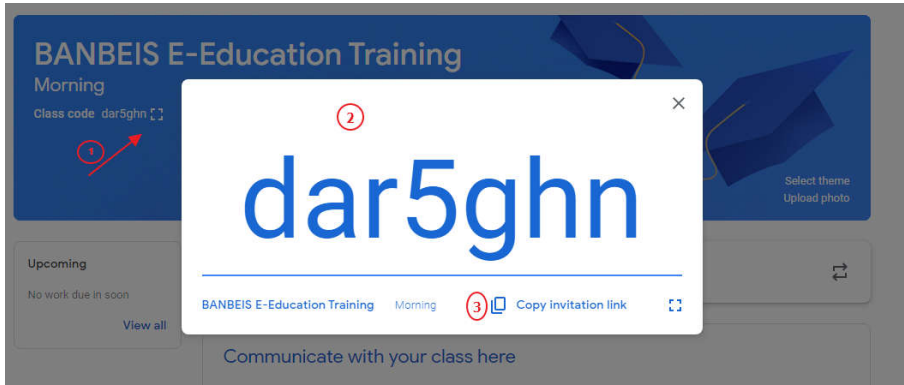 BANBEIS E-Education Training
Morning
Class code dar5ghn
1
2
dar5ghn
Select theme
Upload photo
Upcoming
No work due in soon
View all
BANBEIS E-Education Training Morning 3 Copy invitation link
Communicate with your class here